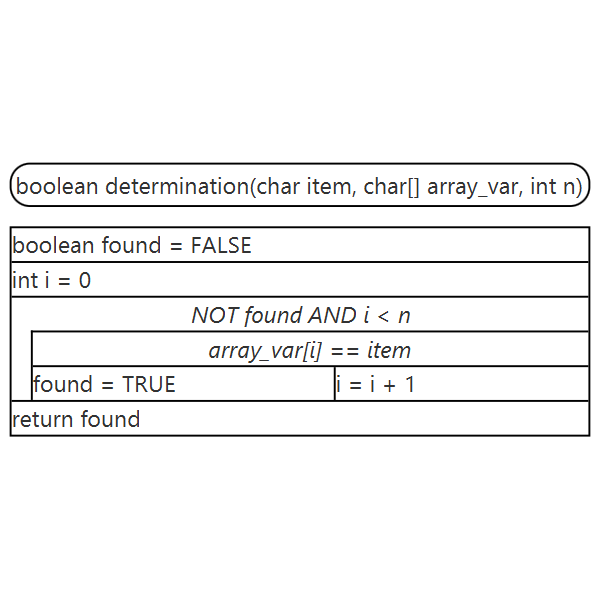 boolean determination(char item, char[] array_var, int n)
boolean found = FALSE
int i = 0
NOT found AND i < n
array_var[i] == item
found = TRUE
i = i + 1
return found